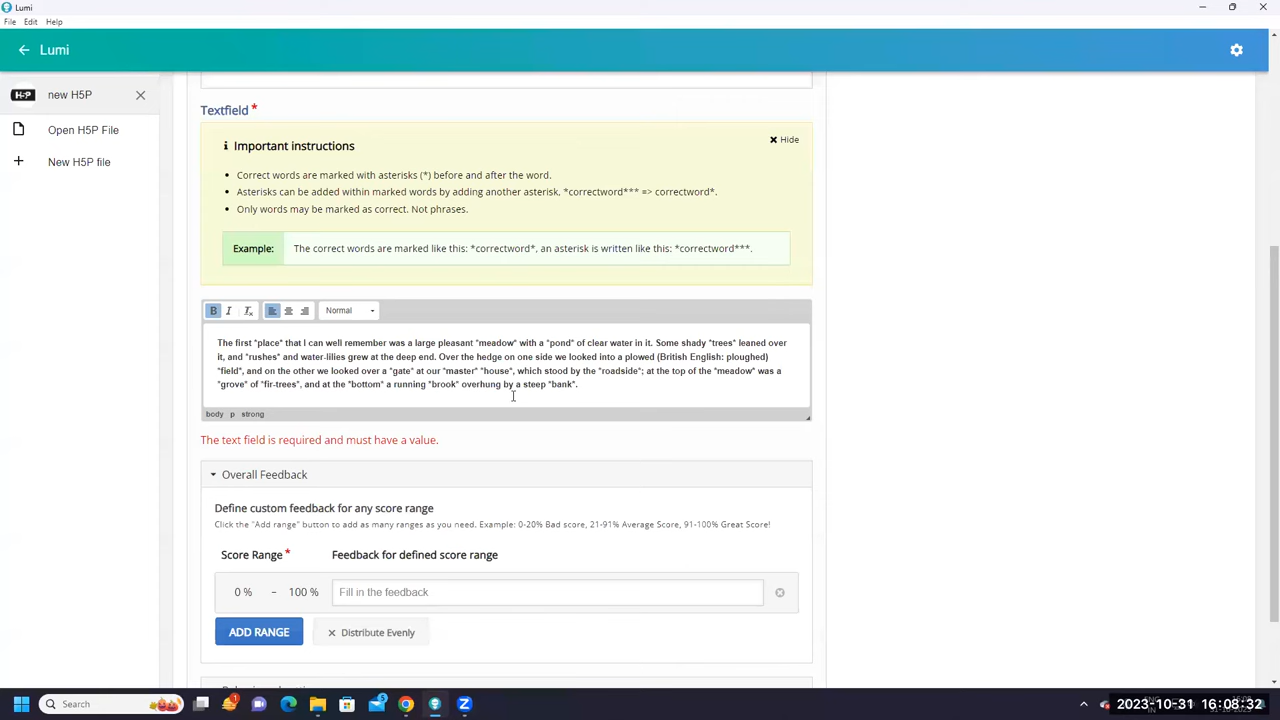 Lumi
File Edit Help
Lumi
H5P new H5P
Open H5P File
New H5P file
Textfield *
Important instructions
Hide
Correct words are marked with asterisks (*) before and after the word.
Asterisks can be added within marked words by adding another asterisk, *correctword*** => correctword*.
Only words may be marked as correct. Not phrases.
Example: The correct words are marked like this: *correctword*, an asterisk is written like this: *correctword***.
B I Tx Normal
The first *place* that I can well remember was a large pleasant *meadow* with a *pond* of clear water in it. Some shady *trees* leaned over
it, and *rushes* and water-lilies grew at the deep end. Over the hedge on one side we looked into a plowed (British English: ploughed)
*field*, and on the other we looked over a *gate* at our *master* *house*, which stood by the *roadside*; at the top of the *meadow* was a
*grove* of *fir-trees*, and at the *bottom* a running *brook* overhung by a steep *bank*.
body p strong
The text field is required and must have a value.
Overall Feedback
Define custom feedback for any score range
Click the "Add range" button to add as many ranges as you need. Example: 0-20% Bad score, 21-91% Average Score, 91-100% Great Score!
Score Range * Feedback for defined score range
0 % – 100 % Fill in the feedback
ADD RANGE Distribute Evenly
Search
2023-10-31 16:08:32